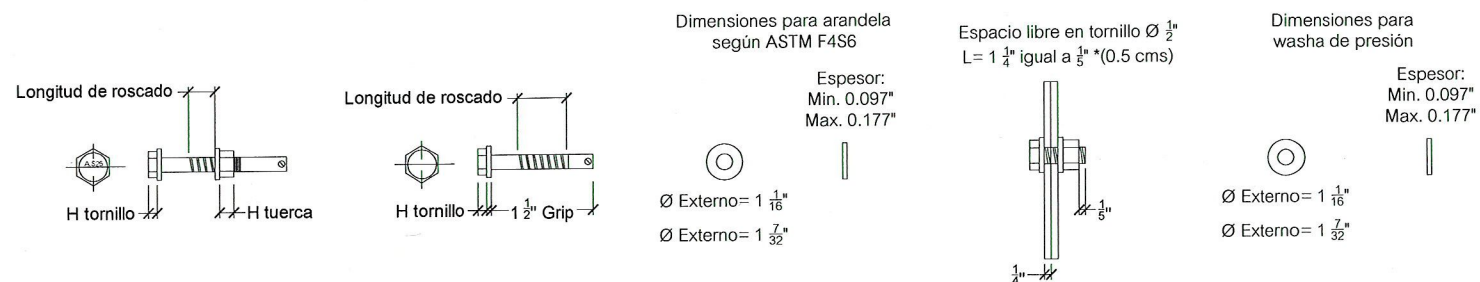 Longitud de roscado
A.S25
H tornillo
H tuerca
Longitud de roscado
H tornillo
1 1/2" Grip
Dimensiones para arandela
según ASTM F4S6
Espesor:
Min. 0.097"
Max. 0.177"
Ø Externo= 1 1/16"
Ø Externo= 1 7/32"
Espacio libre en tornillo Ø 1/2"
L= 1 1/4" igual a 1/5" *(0.5 cms)
1/5"
1/4"
Dimensiones para
washa de presión
Espesor:
Min. 0.097"
Max. 0.177"
Ø Externo= 1 1/16"
Ø Externo= 1 7/32"